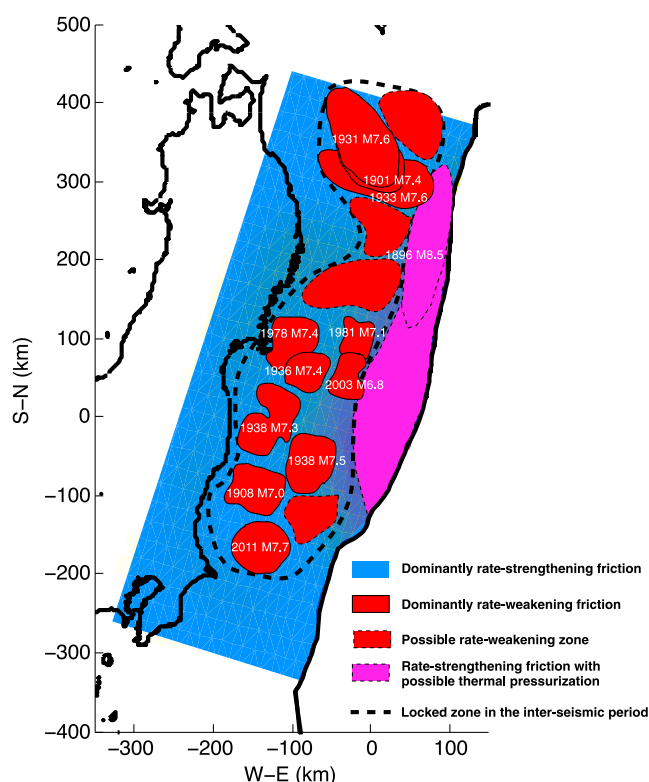 500
400
300
200
100
0
−100
−200
−300
−400
S−N (km)
−300
−200
−100
0
100
W−E (km)
1931 M7.6
1901 M7.4
1933 M7.6
1896 M8.5
1978 M7.4
1981 M7.1
1936 M7.4
2003 M6.8
1938 M7.3
1938 M7.5
1908 M7.0
2011 M7.7
Dominantly rate-strengthening friction
Dominantly rate-weakening friction
Possible rate-weakening zone
Rate-strengthening friction with
possible thermal pressurization
Locked zone in the inter-seismic period